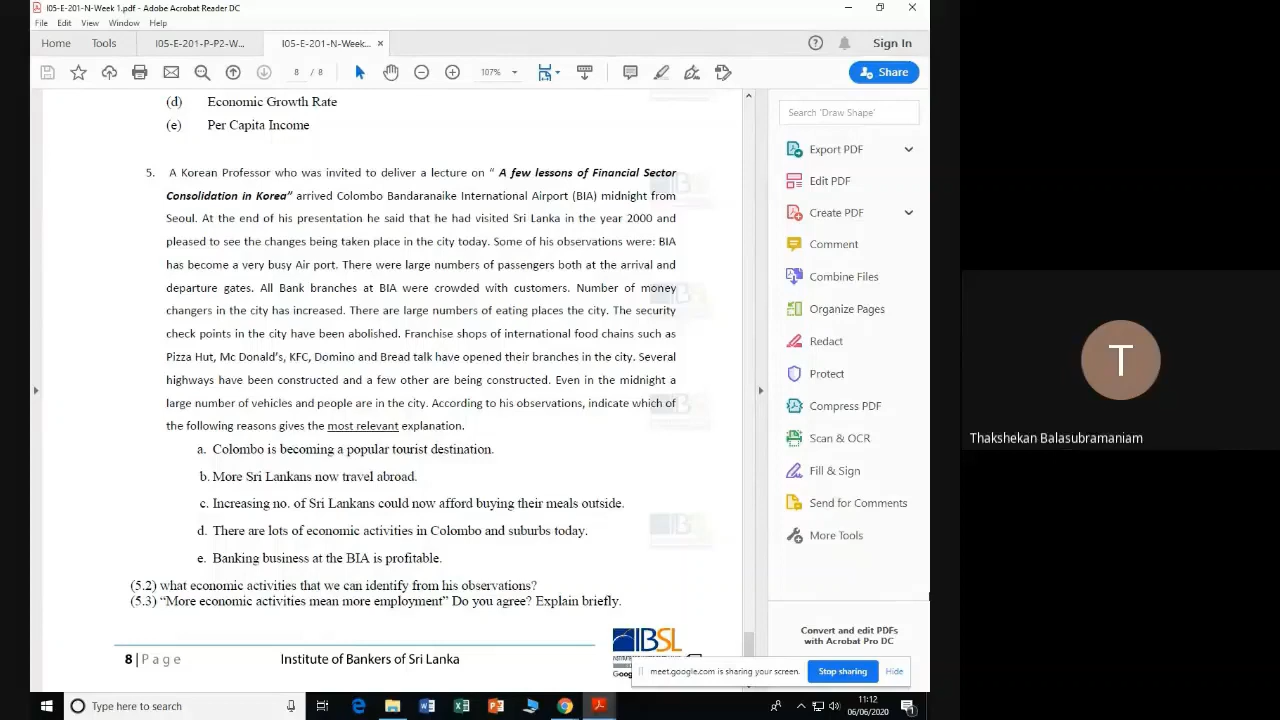 I05-E-201-N-Week 1.pdf - Adobe Acrobat Reader DC
File Edit View Window Help
Home Tools I05-E-201-P-P2-W... I05-E-201-N-Week... × Sign In
8 / 8 107% Share
(d) Economic Growth Rate
(e) Per Capita Income
5. A Korean Professor who was invited to deliver a lecture on “ A few lessons of Financial Sector
Consolidation in Korea” arrived Colombo Bandaranaike International Airport (BIA) midnight from
Seoul. At the end of his presentation he said that he had visited Sri Lanka in the year 2000 and
pleased to see the changes being taken place in the city today. Some of his observations were: BIA
has become a very busy Air port. There were large numbers of passengers both at the arrival and
departure gates. All Bank branches at BIA were crowded with customers. Number of money
changers in the city has increased. There are large numbers of eating places the city. The security
check points in the city have been abolished. Franchise shops of international food chains such as
Pizza Hut, Mc Donald’s, KFC, Domino and Bread talk have opened their branches in the city. Several
highways have been constructed and a few other are being constructed. Even in the midnight a
large number of vehicles and people are in the city. According to his observations, indicate which of
the following reasons gives the most relevant explanation.
a. Colombo is becoming a popular tourist destination.
b. More Sri Lankans now travel abroad.
c. Increasing no. of Sri Lankans could now afford buying their meals outside.
d. There are lots of economic activities in Colombo and suburbs today.
e. Banking business at the BIA is profitable.
(5.2) what economic activities that we can identify from his observations?
(5.3) “More economic activities mean more employment” Do you agree? Explain briefly.
IBSL
8 | Page Institute of Bankers of Sri Lanka
Search 'Draw Shape'
Export PDF
Edit PDF
Create PDF
Comment
Combine Files
Organize Pages
Redact
Protect
Compress PDF
Scan & OCR
Fill & Sign
Send for Comments
More Tools
Convert and edit PDFs
with Acrobat Pro DC
meet.google.com is sharing your screen. Stop sharing Hide
Type here to search
11:12
06/06/2020
T
Thakshekan Balasubramaniam